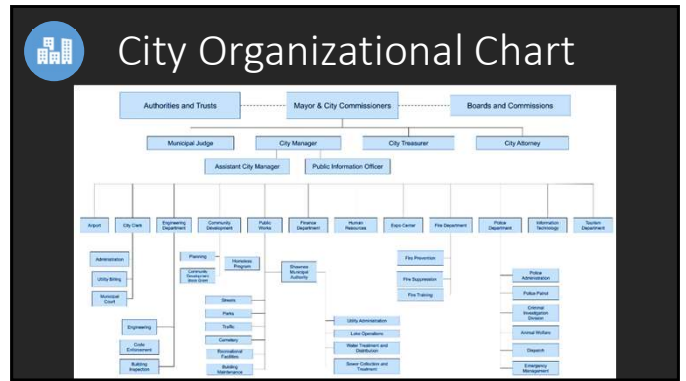 City Organizational Chart
Authorities and Trusts
Mayor & City Commissioners
Boards and Commissions
Municipal Judge
City Manager
City Treasurer
City Attorney
Assistant City Manager
Public Information Officer
Airport
City Clerk
Engineering
Department
Community
Development
Public
Works
Finance
Department
Human
Resources
Expo Center
Fire Department
Police
Department
Information
Technology
Tourism
Department
Administration
Utility Billing
Municipal
Court
Engineering
Code
Enforcement
Building
Inspection
Planning
Community
Development
Block Grant
Homeless
Program
Streets
Parks
Traffic
Cemetery
Recreational
Facilities
Building
Maintenance
Shawnee
Municipal
Authority
Utility Administration
Lake Operations
Water Treatment and
Distribution
Sewer Collection and
Treatment
Fire Prevention
Fire Suppression
Fire Training
Police
Administration
Police Patrol
Criminal
Investigation
Division
Animal Welfare
Dispatch
Emergency
Management